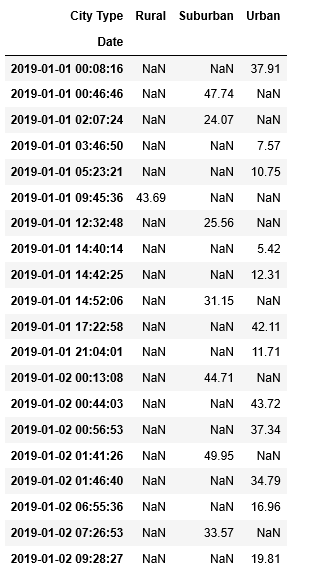 City Type Rural Suburban Urban
Date
2019-01-01 00:08:16 NaN NaN 37.91
2019-01-01 00:46:46 NaN 47.74 NaN
2019-01-01 02:07:24 NaN 24.07 NaN
2019-01-01 03:46:50 NaN NaN 7.57
2019-01-01 05:23:21 NaN NaN 10.75
2019-01-01 09:45:36 43.69 NaN NaN
2019-01-01 12:32:48 NaN 25.56 NaN
2019-01-01 14:40:14 NaN NaN 5.42
2019-01-01 14:42:25 NaN NaN 12.31
2019-01-01 14:52:06 NaN 31.15 NaN
2019-01-01 17:22:58 NaN NaN 42.11
2019-01-01 21:04:01 NaN NaN 11.71
2019-01-02 00:13:08 NaN 44.71 NaN
2019-01-02 00:44:03 NaN NaN 43.72
2019-01-02 00:56:53 NaN NaN 37.34
2019-01-02 01:41:26 NaN 49.95 NaN
2019-01-02 01:46:40 NaN NaN 34.79
2019-01-02 06:55:36 NaN NaN 16.96
2019-01-02 07:26:53 NaN 33.57 NaN
2019-01-02 09:28:27 NaN NaN 19.81